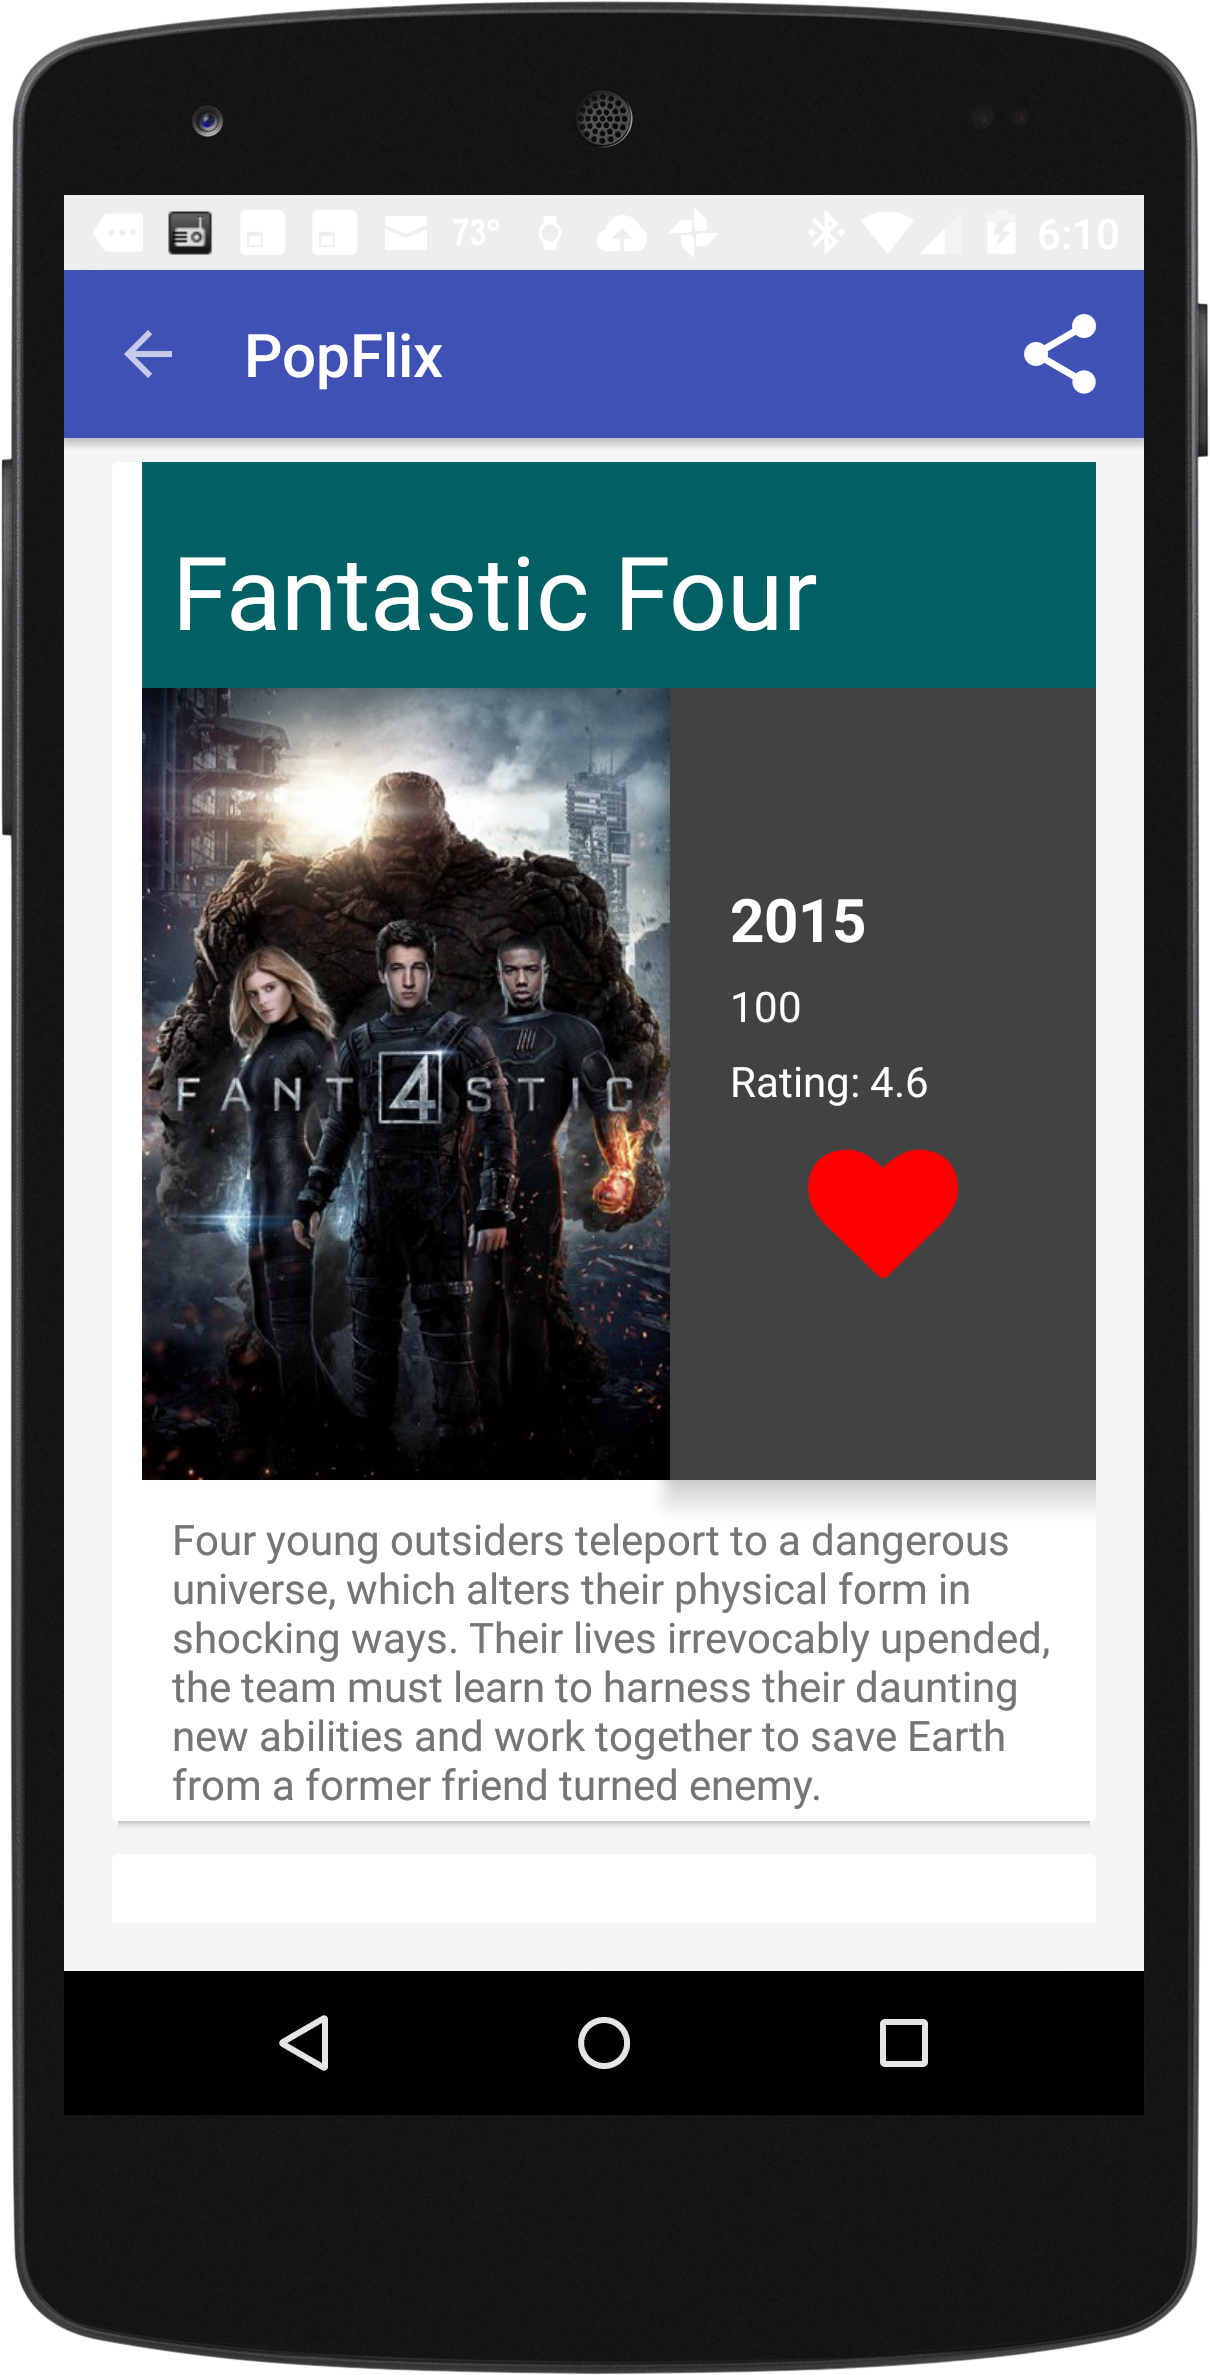 73° 6:10
PopFlix
Fantastic Four
FANT4STIC
2015
100
Rating: 4.6
Four young outsiders teleport to a dangerous
universe, which alters their physical form in
shocking ways. Their lives irrevocably upended,
the team must learn to harness their daunting
new abilities and work together to save Earth
from a former friend turned enemy.